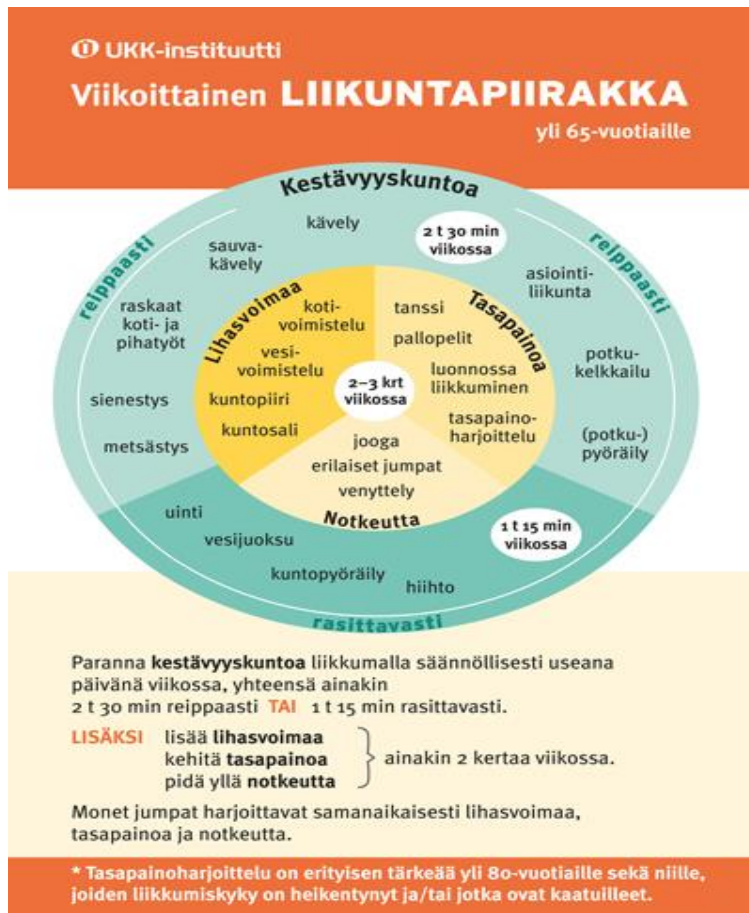 UKK-instituutti
Viikoittainen LIIKUNTAPIIRAKKA
yli 65-vuotiaille
Kestävyyskuntoa
reippaasti
reippaasti
kävely
2 t 30 min
viikossa
sauva-
kävely
asiointi-
liikunta
raskaat
koti- ja
pihatyöt
potku-
kelkkailu
sienestys
metsästys
(potku-)
pyöräily
Lihasvoimaa
koti-
voimistelu
vesi-
voimistelu
kuntopiiri
kuntosali
Tasapainoa
tanssi
pallopelit
luonnossa
liikkuminen
tasapaino-
harjoittelu
2–3 krt
viikossa
jooga
erilaiset jumpat
venyttely
Notkeutta
uinti
vesijuoksu
kuntopyöräily
hiihto
1 t 15 min
viikossa
rasittavasti
Paranna kestävyyskuntoa liikkumalla säännöllisesti useana
päivänä viikossa, yhteensä ainakin
2 t 30 min reippaasti TAI 1 t 15 min rasittavasti.
LISÄKSI lisää lihasvoimaa
kehitä tasapainoa ainakin 2 kertaa viikossa.
pidä yllä notkeutta
Monet jumpat harjoittavat samanaikaisesti lihasvoimaa,
tasapainoa ja notkeutta.
* Tasapainoharjoittelu on erityisen tärkeää yli 80-vuotiaille sekä niille,
joiden liikkumiskyky on heikentynyt ja/tai jotka ovat kaatuilleet.